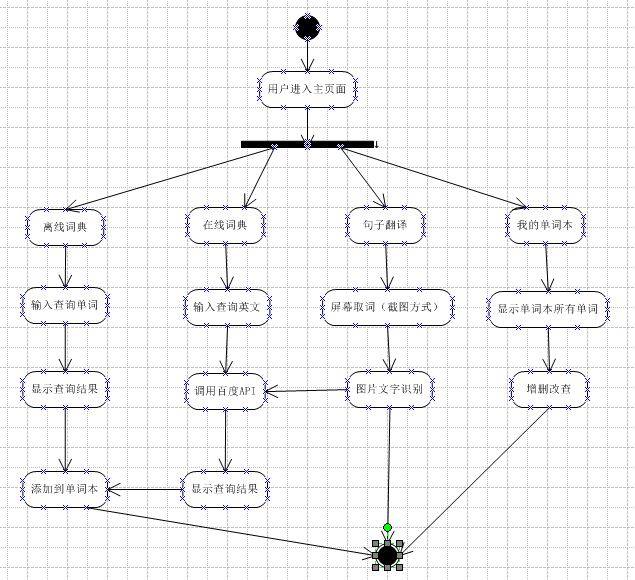 用户进入主页面
离线词典
在线词典
句子翻译
我的单词本
输入查询单词
输入查询英文
屏幕取词（截图方式）
显示单词本所有单词
显示查询结果
调用百度API
图片文字识别
增删改查
添加到单词本
显示查询结果